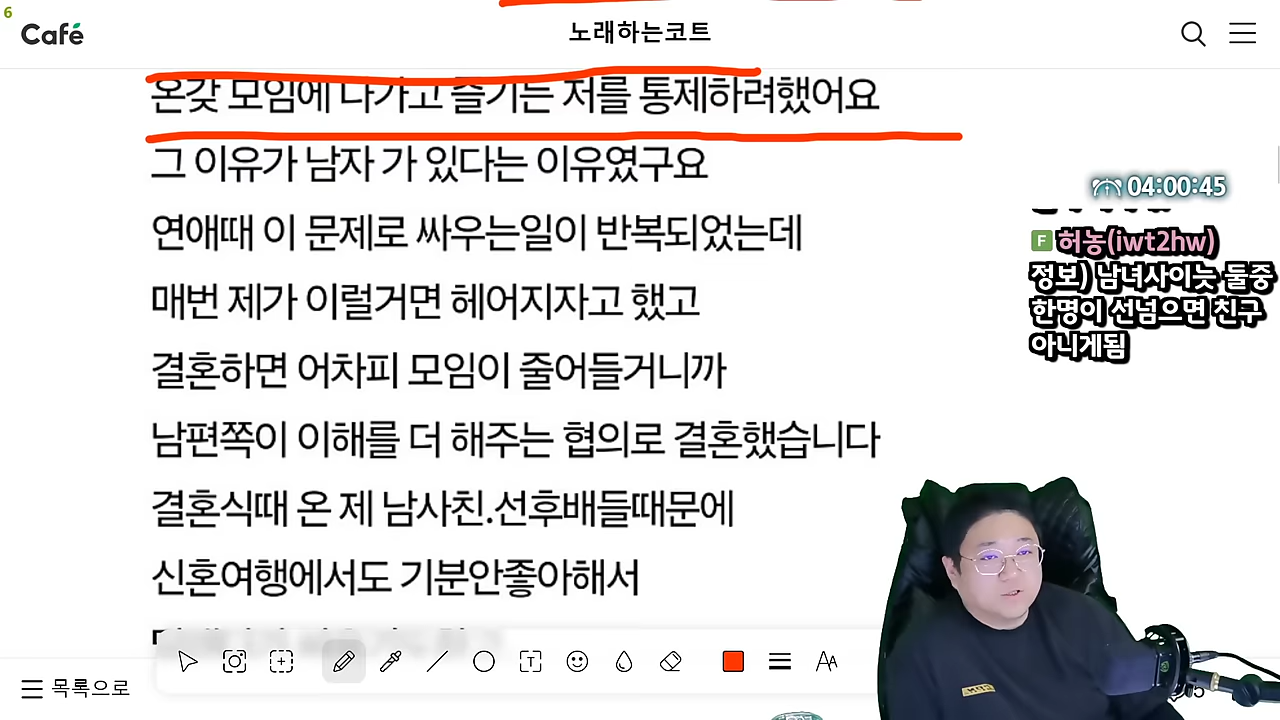 6
Café
노래하는코트
온갖 모임에 나가고 즐기는 저를 통제하려했어요
그 이유가 남자 가 있다는 이유였구요
연애때 이 문제로 싸우는일이 반복되었는데
매번 제가 이럴거면 헤어지자고 했고
결혼하면 어차피 모임이 줄어들거니까
남편쪽이 이해를 더 해주는 협의로 결혼했습니다
결혼식때 온 제 남사친.선후배들때문에
신혼여행에서도 기분안좋아해서
04:00:45
F 허농(iwt2hw)
정보) 남녀사이늣 둘중
한명이 선넘으면 친구
아니게됨
T
AA
목록으로